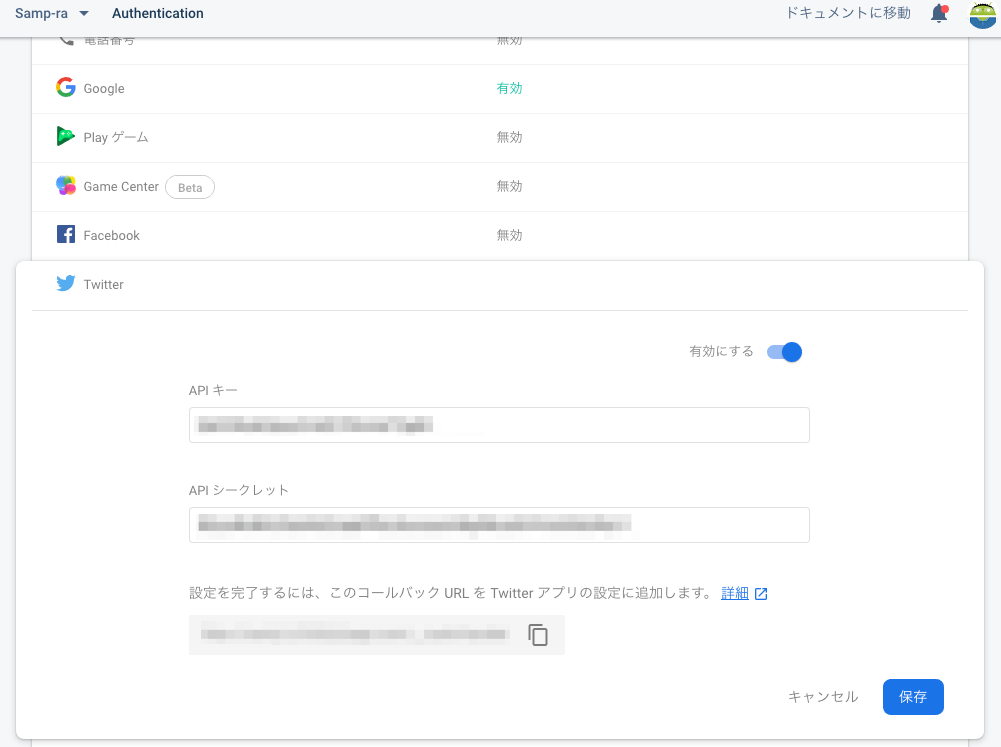 Samp-ra Authentication ドキュメントに移動
電話番号 無効
Google 有効
Play ゲーム 無効
Game Center Beta 無効
Facebook 無効
Twitter
有効にする
API キー
API シークレット
設定を完了するには、このコールバック URL を Twitter アプリの設定に追加します。 詳細
キャンセル 保存